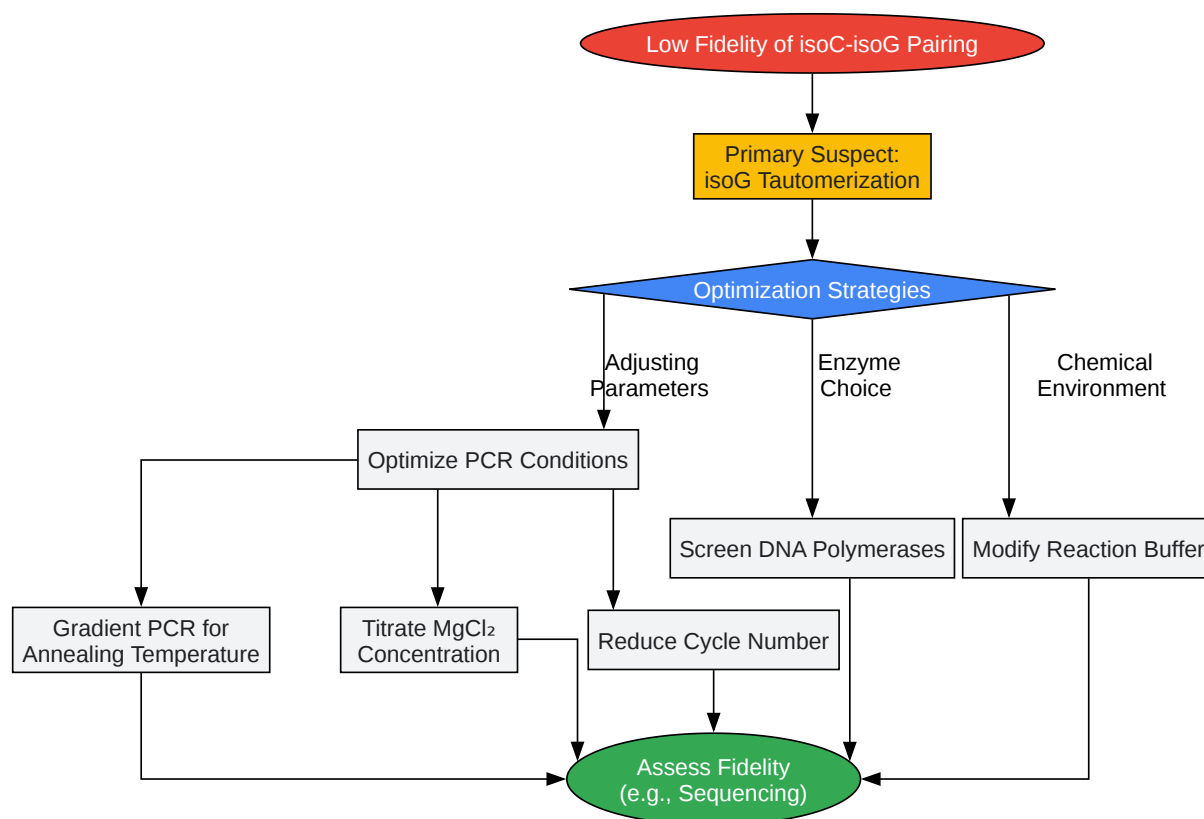 Low Fidelity of isoC-isoG Pairing
Primary Suspect:
isoG Tautomerization
Optimization Strategies
Adjusting
Parameters
Enzyme
Choice
Chemical
Environment
Optimize PCR Conditions
Screen DNA Polymerases
Modify Reaction Buffer
Gradient PCR for
Annealing Temperature
Titrate MgCl₂
Concentration
Reduce Cycle Number
Assess Fidelity
(e.g., Sequencing)